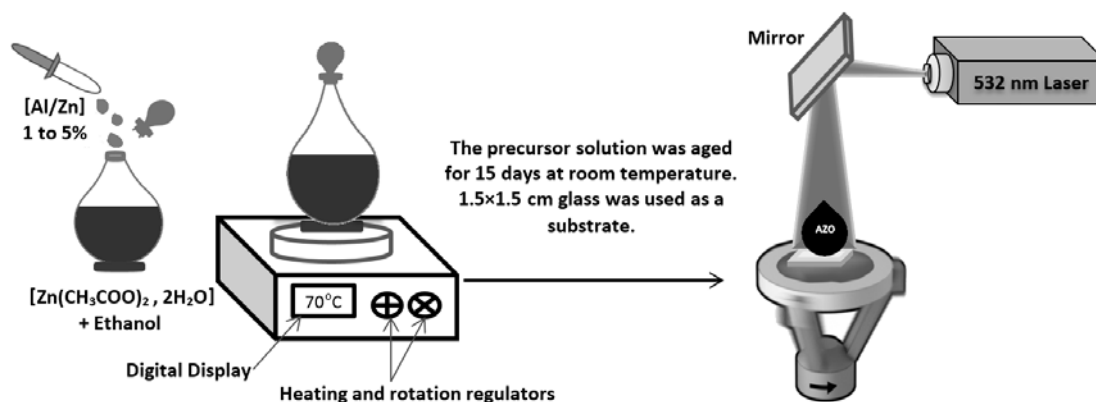 [Al/Zn]
1 to 5%
[Zn(CH₃COO)₂ , 2H₂O]
+ Ethanol
70°C
Digital Display
Heating and rotation regulators
The precursor solution was aged
for 15 days at room temperature.
1.5×1.5 cm glass was used as a
substrate.
Mirror
532 nm Laser
AZO